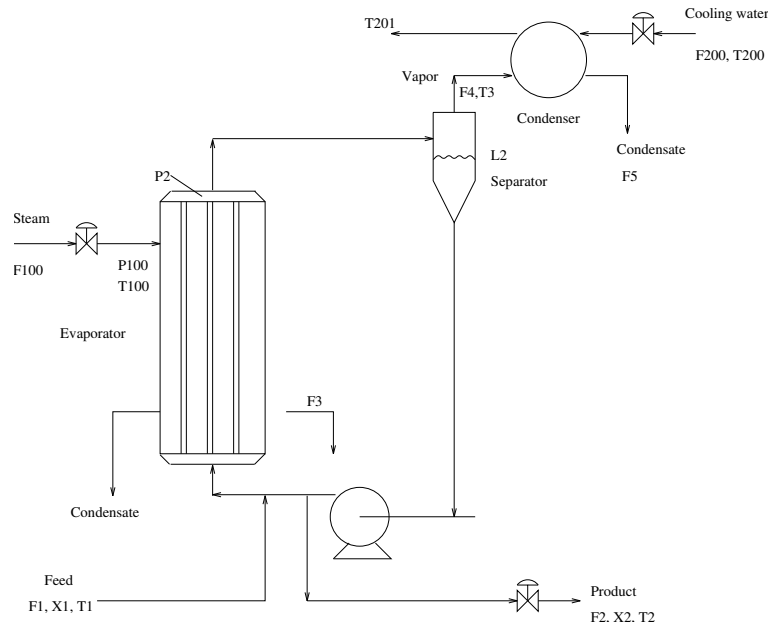 T201
Cooling water
F200, T200
Vapor
F4,T3
Condenser
L2
Condensate
P2
Separator
F5
Steam
F100
P100
T100
Evaporator
F3
Condensate
Feed
F1, X1, T1
Product
F2, X2, T2